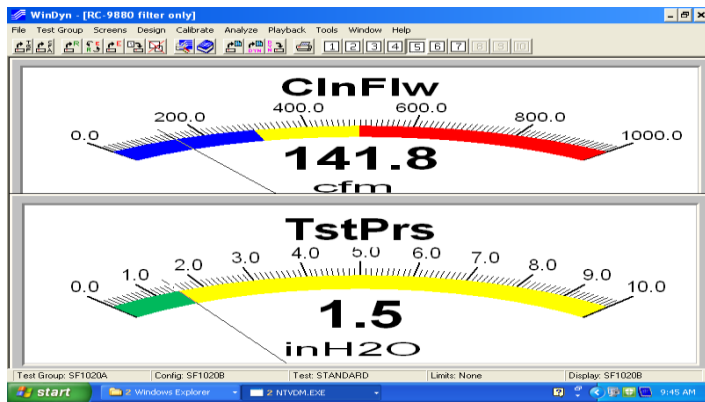 WinDyn - [RC-9880 filter only]
File Test Group Screens Design Calibrate Analyze Playback Tools Window Help
1 2 3 4 5 6 7 8 9 10
ClnFlw
0.0 200.0 400.0 600.0 800.0 1000.0
141.8
cfm
TstPrs
0.0 1.0 2.0 3.0 4.0 5.0 6.0 7.0 8.0 9.0 10.0
1.5
inH2O
Test Group: SF1020A Config: SF1020B Test: STANDARD Limits: None Display: SF1020B
start 2 Windows Explorer 2 NTVDM.EXE 9:45 AM